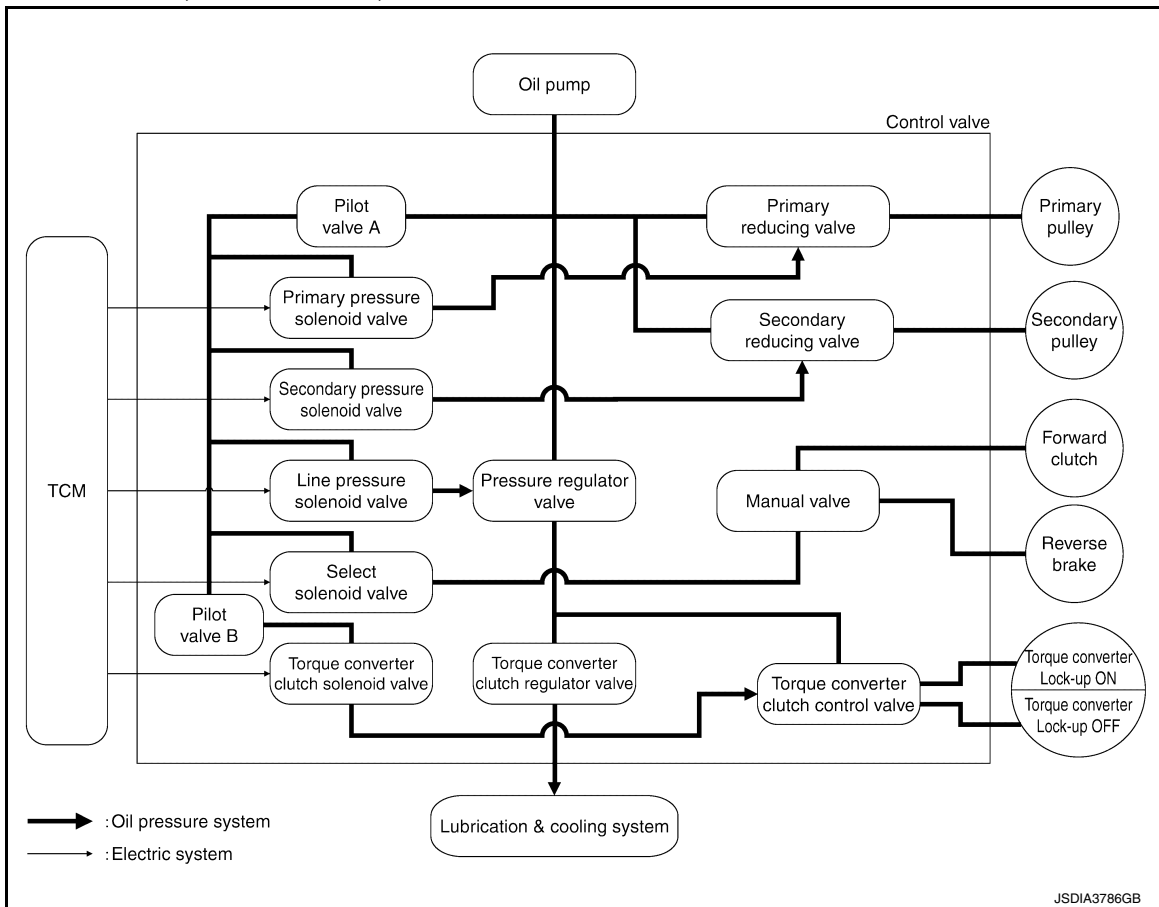 Oil pump
Control valve
Pilot
valve A
Primary
reducing valve
Primary
pulley
Primary pressure
solenoid valve
Secondary
reducing valve
Secondary
pulley
Secondary pressure
solenoid valve
Forward
clutch
TCM
Line pressure
solenoid valve
Pressure regulator
valve
Manual valve
Reverse
brake
Select
solenoid valve
Pilot
valve B
Torque converter
clutch solenoid valve
Torque converter
clutch regulator valve
Torque converter
clutch control valve
Torque converter
Lock-up ON
Torque converter
Lock-up OFF
Lubrication & cooling system
:Oil pressure system
:Electric system
JSDIA3786GB